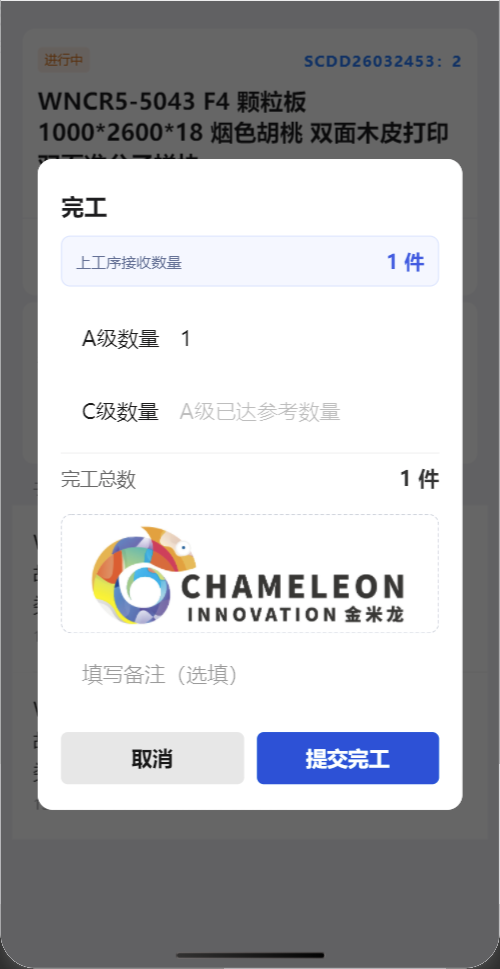 进行中
SCDD26032453：2
WNCR5-5043 F4 颗粒板
1000*2600*18 烟色胡桃 双面木皮打印
完工
上工序接收数量
1 件
A级数量 1
C级数量 A级已达参考数量
完工总数
1 件
CHAMELEON
INNOVATION 金米龙
填写备注（选填）
取消
提交完工